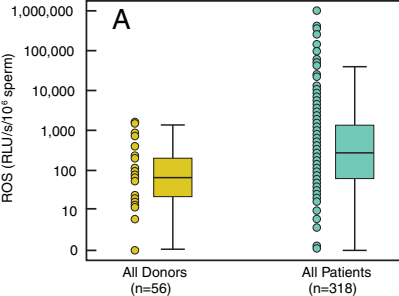 A
ROS (RLU/s/10⁶ sperm)
1,000,000
100,000
10,000
1,000
100
10
0
All Donors
(n=56)
All Patients
(n=318)